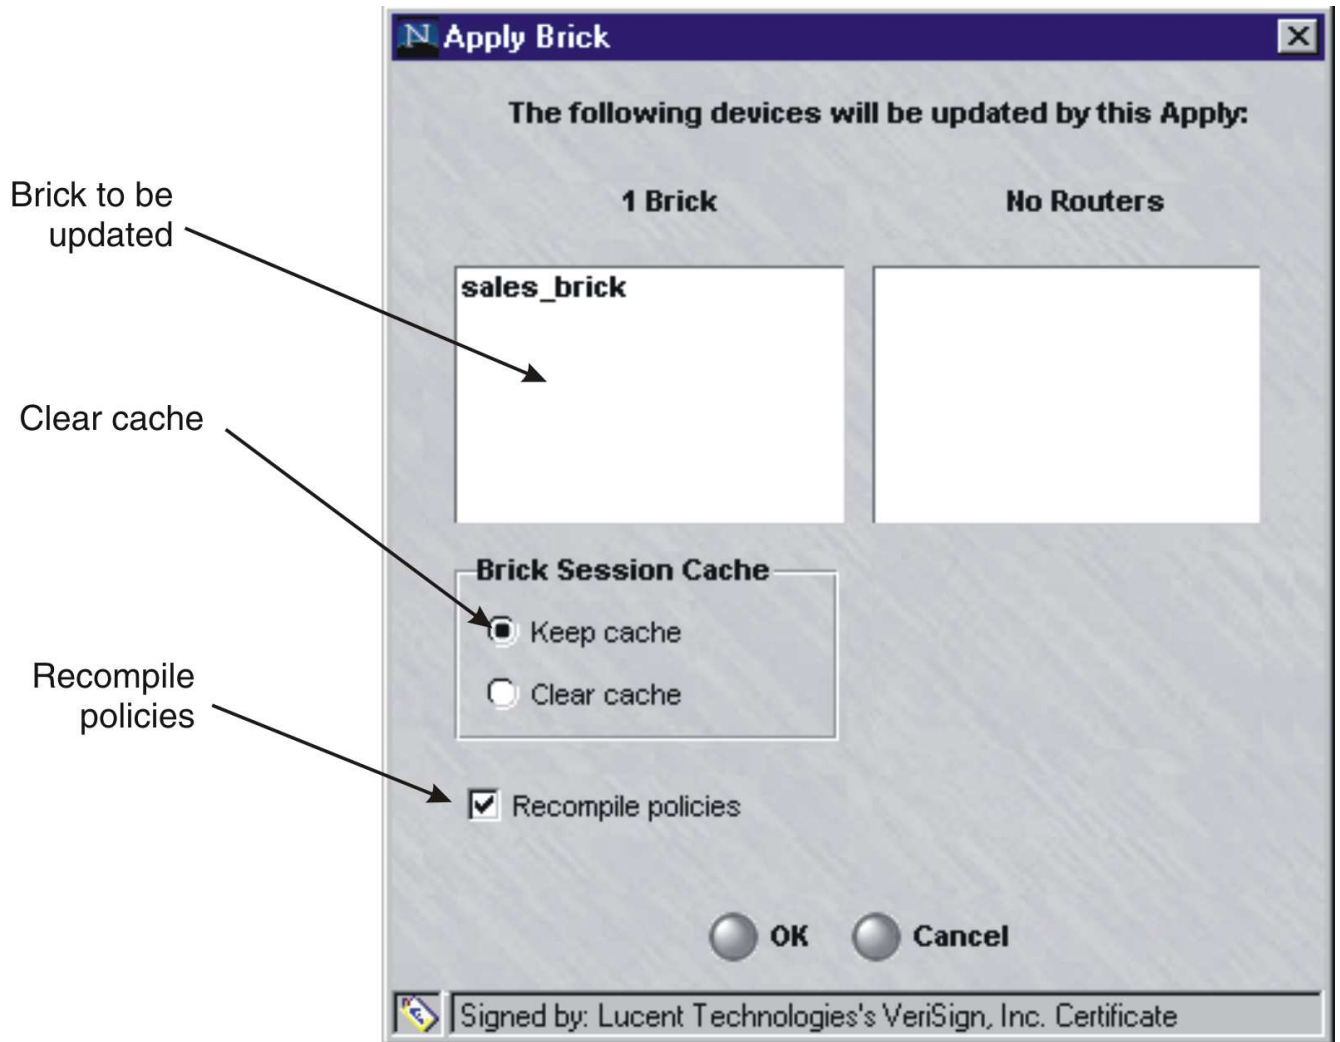 N Apply Brick
The following devices will be updated by this Apply:
Brick to be
updated
1 Brick
No Routers
sales_brick
Clear cache
Brick Session Cache
Keep cache
Clear cache
Recompile
policies
Recompile policies
OK
Cancel
Signed by: Lucent Technologies's VeriSign, Inc. Certificate